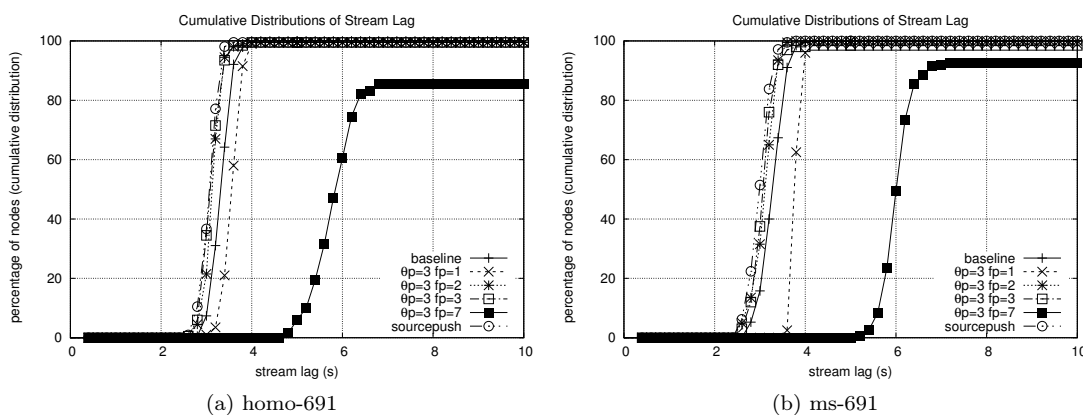 Cumulative Distributions of Stream Lag
percentage of nodes (cumulative distribution)
100
80
60
40
20
0
baseline
θp=3 fp=1
θp=3 fp=2
θp=3 fp=3
θp=3 fp=7
sourcepush
0 2 4 6 8 10
stream lag (s)
(a) homo-691
Cumulative Distributions of Stream Lag
percentage of nodes (cumulative distribution)
100
80
60
40
20
0
baseline
θp=3 fp=1
θp=3 fp=2
θp=3 fp=3
θp=3 fp=7
sourcepush
0 2 4 6 8 10
stream lag (s)
(b) ms-691